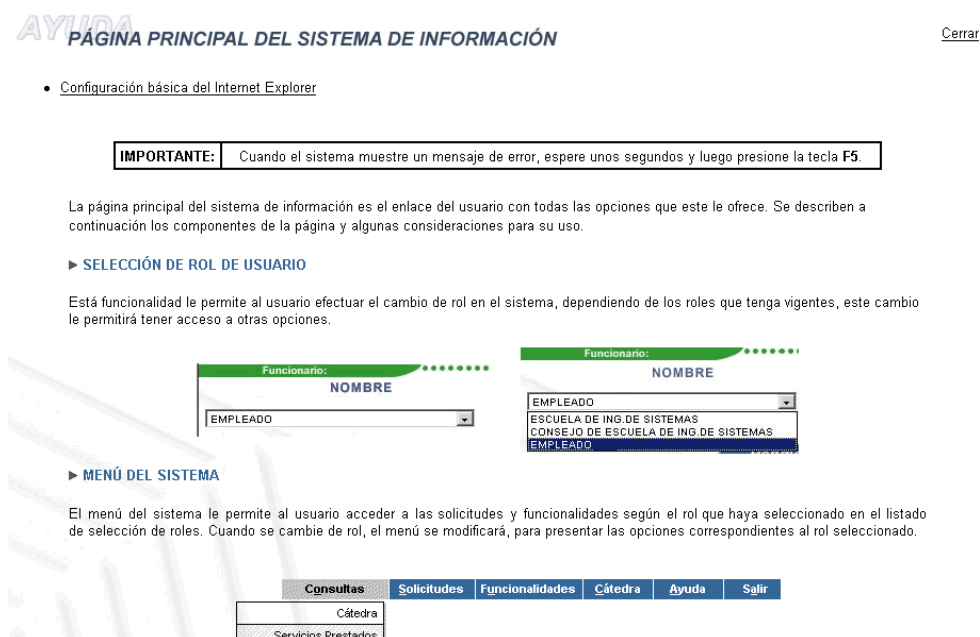 AYUDA
PÁGINA PRINCIPAL DEL SISTEMA DE INFORMACIÓN
Cerrar
• Configuración básica del Internet Explorer
IMPORTANTE: Cuando el sistema muestre un mensaje de error, espere unos segundos y luego presione la tecla F5.
La página principal del sistema de información es el enlace del usuario con todas las opciones que este le ofrece. Se describen a
continuación los componentes de la página y algunas consideraciones para su uso.
SELECCIÓN DE ROL DE USUARIO
Está funcionalidad le permite al usuario efectuar el cambio de rol en el sistema, dependiendo de los roles que tenga vigentes, este cambio
le permitirá tener acceso a otras opciones.
Funcionario:
NOMBRE
EMPLEADO
Funcionario:
NOMBRE
EMPLEADO
ESCUELA DE ING.DE SISTEMAS
CONSEJO DE ESCUELA DE ING.DE SISTEMAS
EMPLEADO
MENÚ DEL SISTEMA
El menú del sistema le permite al usuario acceder a las solicitudes y funcionalidades según el rol que haya seleccionado en el listado
de selección de roles. Cuando se cambie de rol, el menú se modificará, para presentar las opciones correspondientes al rol seleccionado.
Consultas Solicitudes Funcionalidades Cátedra Ayuda Salir
Cátedra
Servicios Prestados